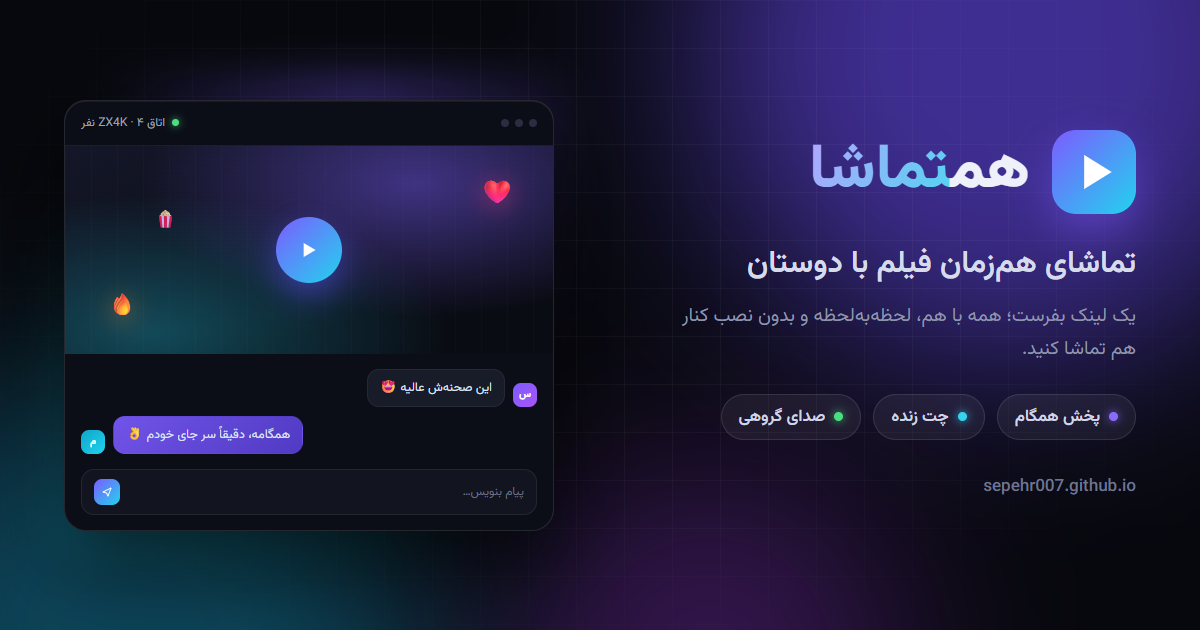 همتماشا
تماشای هم‌زمان فیلم با دوستان
یک لینک بفرست؛ همه با هم، لحظه‌به‌لحظه و بدون نصب کنار
هم تماشا کنید.
پخش همگام
چت زنده
صدای گروهی
sepehr007.github.io
اتاق ZX4K · ۴ نفر
این صحنه‌ش عالیه 🤩
س
همگامه، دقیقاً سر جای خودم 👌
م
پیام بنویس…